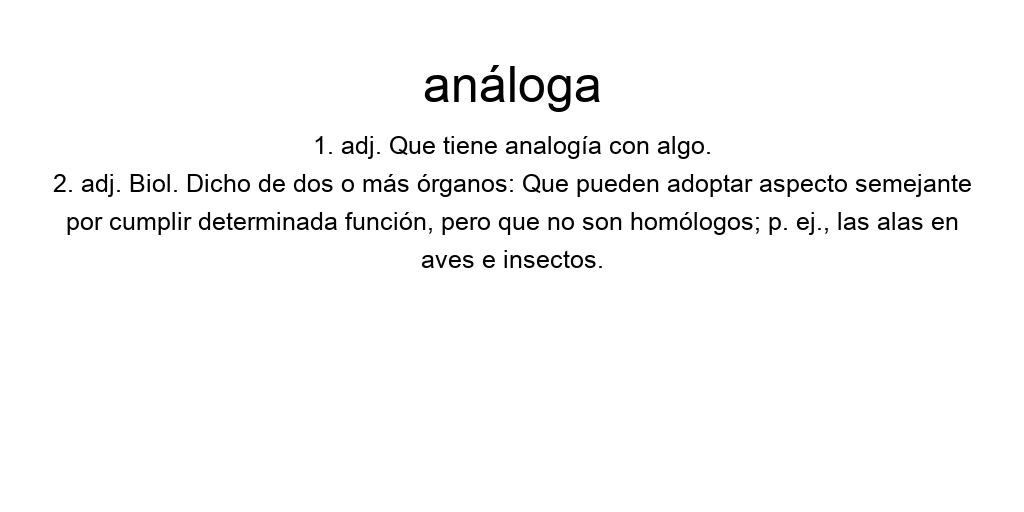 análoga
1. adj. Que tiene analogía con algo.
2. adj. Biol. Dicho de dos o más órganos: Que pueden adoptar aspecto semejante
por cumplir determinada función, pero que no son homólogos; p. ej., las alas en
aves e insectos.